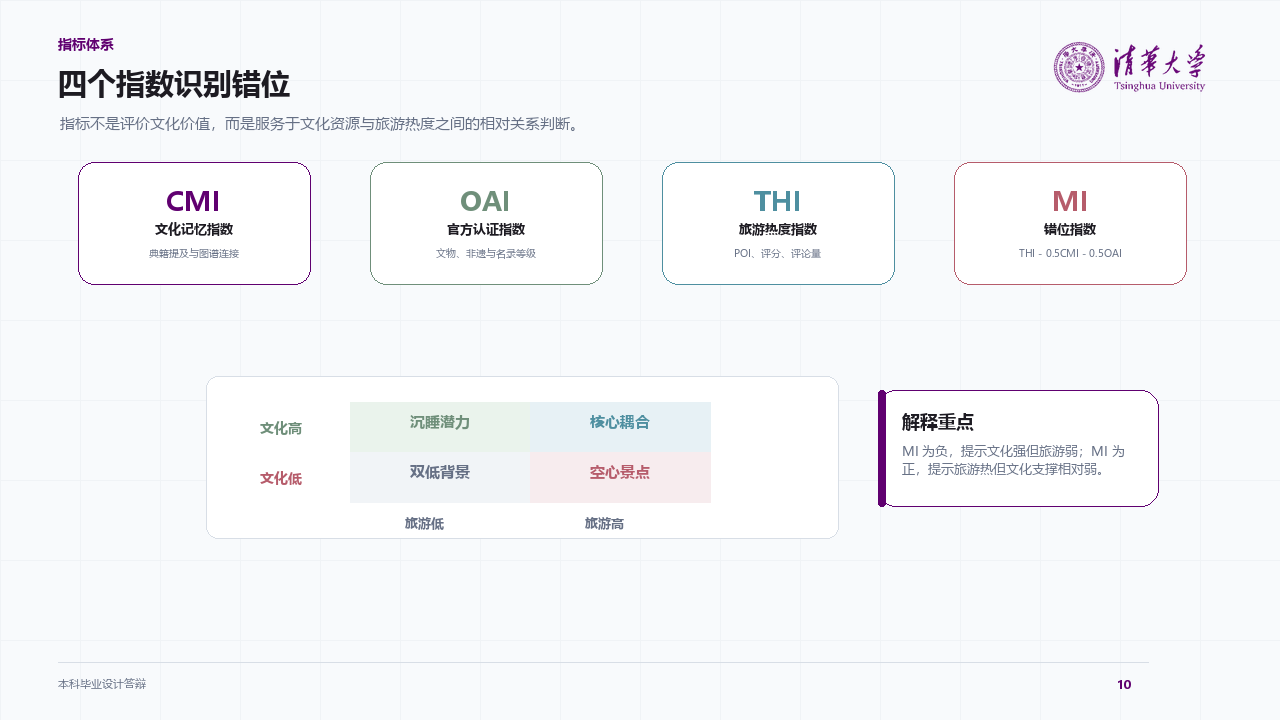 指标体系
四个指数识别错位
清华大学
Tsinghua University
指标不是评价文化价值，而是服务于文化资源与旅游热度之间的相对关系判断。
CMI
文化记忆指数
典籍提及与图谱连接
OAI
官方认证指数
文物、非遗与名录等级
THI
旅游热度指数
POI、评分、评论量
MI
错位指数
THI - 0.5CMI - 0.5OAI
文化高
沉睡潜力
核心耦合
文化低
双低背景
空心景点
旅游低
旅游高
解释重点
MI 为负，提示文化强但旅游弱；MI 为
正，提示旅游热但文化支撑相对弱。
本科毕业设计答辩
10